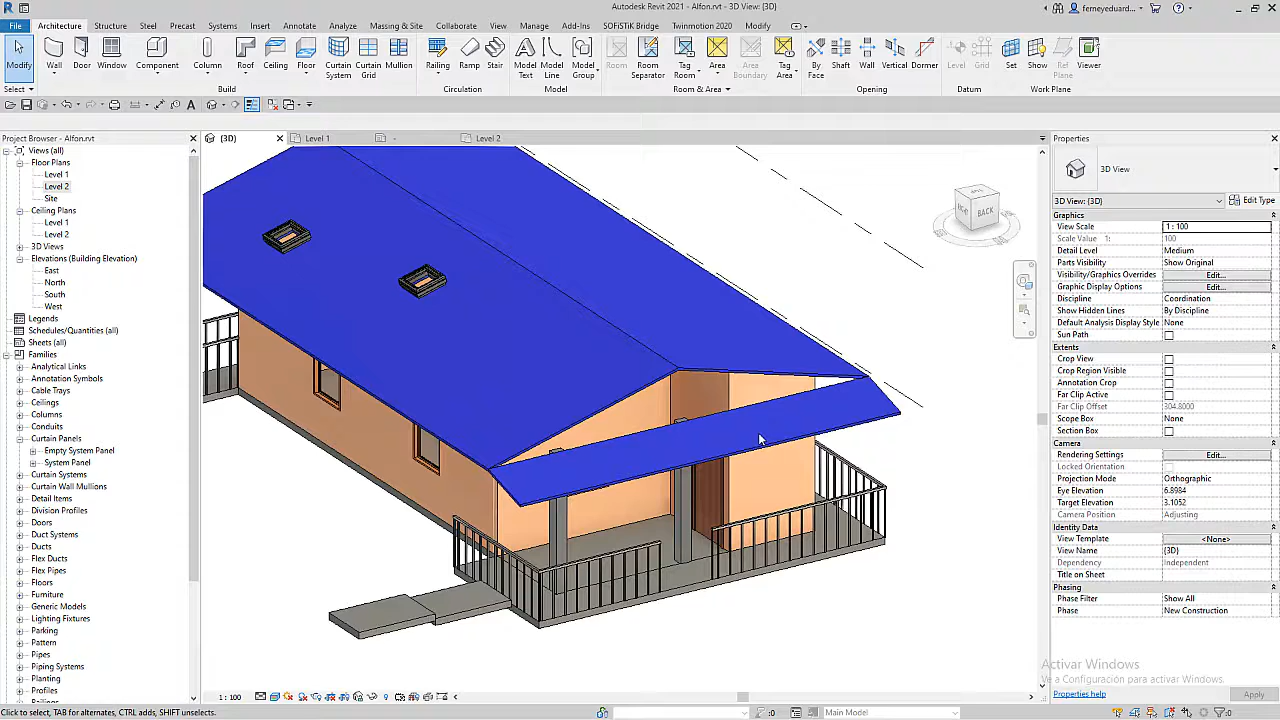 Autodesk Revit 2021 - Alfon.rvt - 3D View: {3D}
ferneyeduard...
File Architecture Structure Systems Steel Precast Insert Annotate Analyze Massing & Site Collaborate View Manage Add-Ins SOFiSTiK Bridge Twinmotion 2021 Modify
Modify Wall Door Window Component Column Roof Ceiling Floor Curtain System Curtain Grid Mullion Railing Ramp Stair Model Text Model Line Model Group Room Room Separator Tag Room Area Area Boundary Tag Area By Face Shaft Wall Vertical Dormer Level Grid Set Show Ref Plane Viewer
Select Build Circulation Model Room & Area Opening Datum Work Plane
Project Browser - Alfon.rvt
Views (all)
Floor Plans
Level 1
Level 2
Site
Ceiling Plans
Level 1
Level 2
3D Views
Elevations (Building Elevation)
East
North
South
West
Legends
Schedules/Quantities (all)
Sheets (all)
Families
Analytical Links
Annotation Symbols
Cable Trays
Ceilings
Columns
Conduits
Curtain Panels
Empty System Panel
System Panel
Curtain Systems
Curtain Wall Mullions
Detail Items
Division Profiles
Doors
Duct Systems
Ducts
Flex Ducts
Flex Pipes
Floors
Furniture
Generic Models
Lighting Fixtures
Parking
Pattern
Pipes
Piping Systems
Planting
Profiles
{3D}
Level 1
-
Level 2
BACK
1 : 100
Properties
3D View
3D View: {3D} Edit Type
Graphics
View Scale 1 : 100
Scale Value 1: 100
Detail Level Medium
Parts Visibility Show Original
Visibility/Graphics Overrides Edit...
Graphic Display Options Edit...
Discipline Coordination
Show Hidden Lines By Discipline
Default Analysis Display Style None
Sun Path
Extents
Crop View
Crop Region Visible
Annotation Crop
Far Clip Active
Far Clip Offset 304.8000
Scope Box None
Section Box
Camera
Rendering Settings Edit...
Locked Orientation
Projection Mode Orthographic
Eye Elevation 6.8984
Target Elevation 3.1052
Camera Position Adjusting
Identity Data
View Template <None>
View Name {3D}
Dependency Independent
Title on Sheet
Phasing
Phase Filter Show All
Phase New Construction
Activar Windows
Ve a Configuración para activar Windows.
Properties help
Apply
Click to select, TAB for alternates, CTRL adds, SHIFT unselects.
:0
Main Model
:0